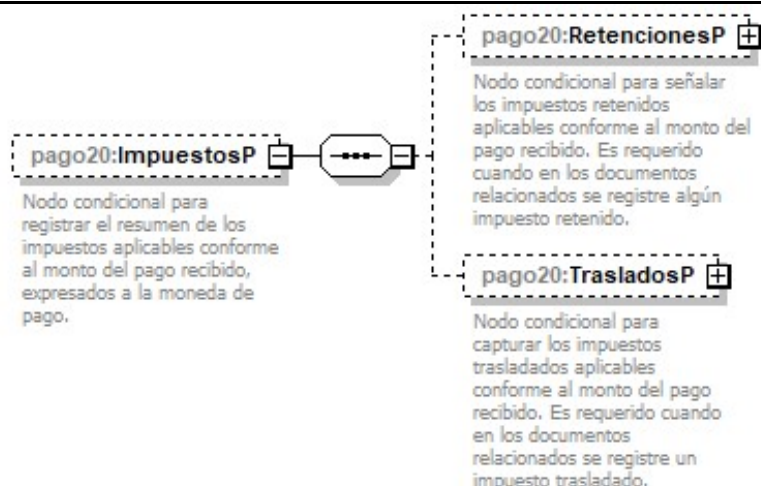 pago20:RetencionesP
Nodo condicional para señalar
los impuestos retenidos
aplicables conforme al monto del
pago recibido. Es requerido
cuando en los documentos
relacionados se registre algún
impuesto retenido.
pago20:ImpuestosP
Nodo condicional para
registrar el resumen de los
impuestos aplicables conforme
al monto del pago recibido,
expresados a la moneda de
pago.
pago20:TrasladosP
Nodo condicional para
capturar los impuestos
trasladados aplicables
conforme al monto del pago
recibido. Es requerido cuando
en los documentos
relacionados se registre un
impuesto trasladado.